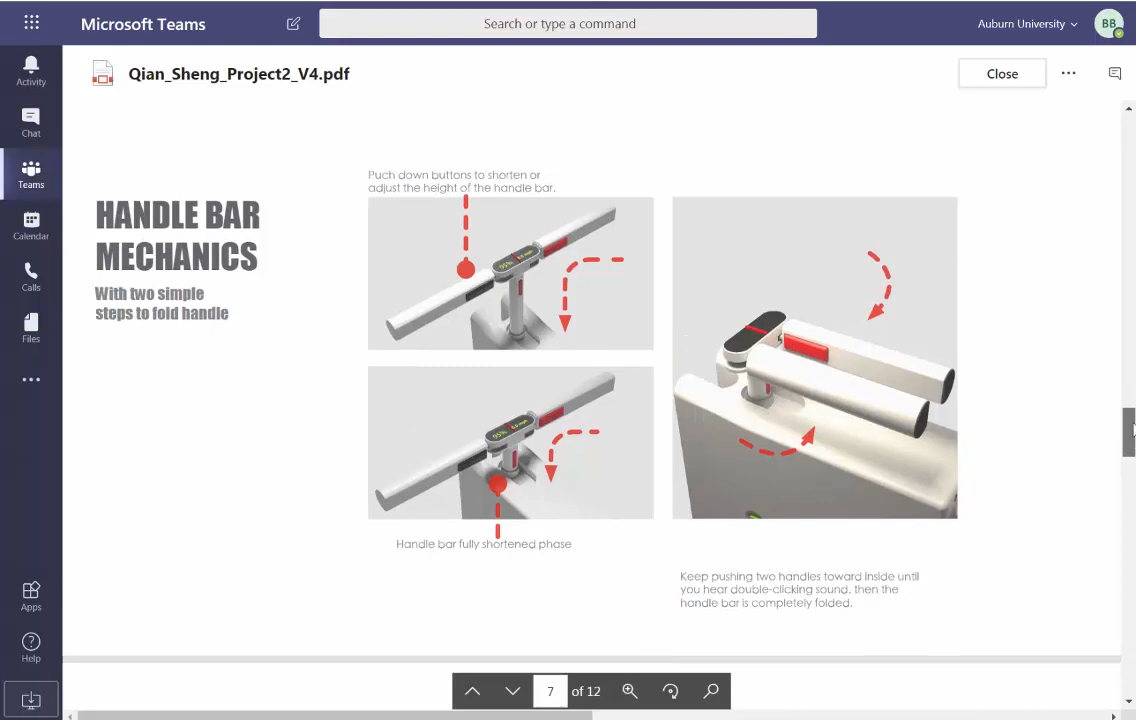 Microsoft Teams
Search or type a command
Auburn University
BB
Activity
Chat
Teams
Calendar
Calls
Files
Apps
Help
Qian_Sheng_Project2_V4.pdf
Close
HANDLE BAR
MECHANICS
With two simple
steps to fold handle
Puch down buttons to shorten or
adjust the height of the handle bar.
Handle bar fully shortened phase
Keep pushing two handles toward inside until
you hear double-clicking sound, then the
handle bar is completely folded.
7 of 12